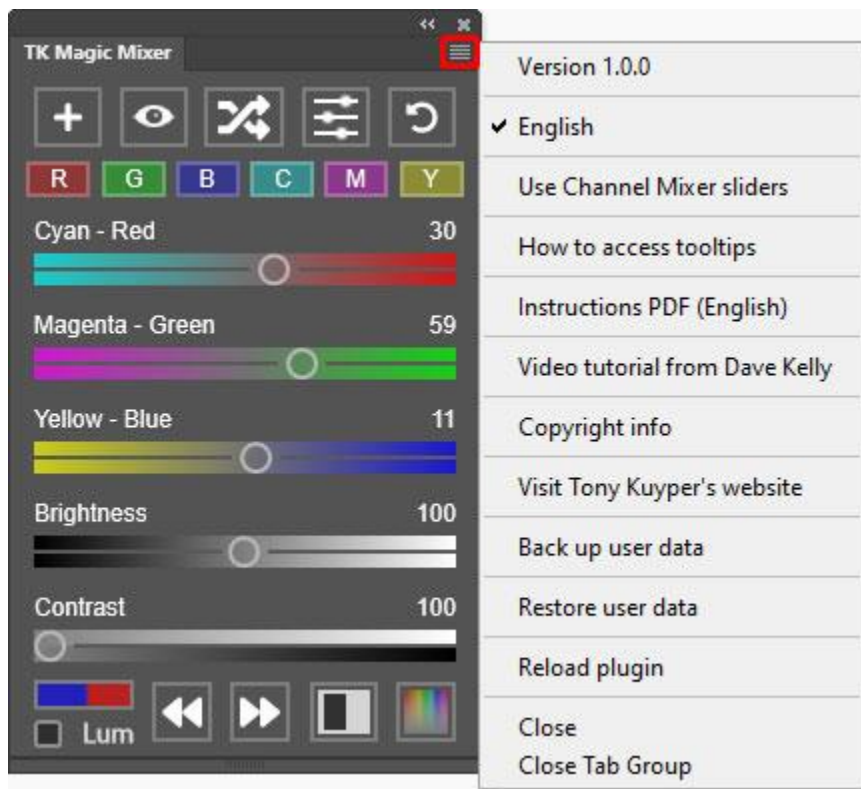 TK Magic Mixer
R G B C M Y
Cyan - Red 30
Magenta - Green 59
Yellow - Blue 11
Brightness 100
Contrast 100
Lum
Version 1.0.0
English
Use Channel Mixer sliders
How to access tooltips
Instructions PDF (English)
Video tutorial from Dave Kelly
Copyright info
Visit Tony Kuyper's website
Back up user data
Restore user data
Reload plugin
Close
Close Tab Group